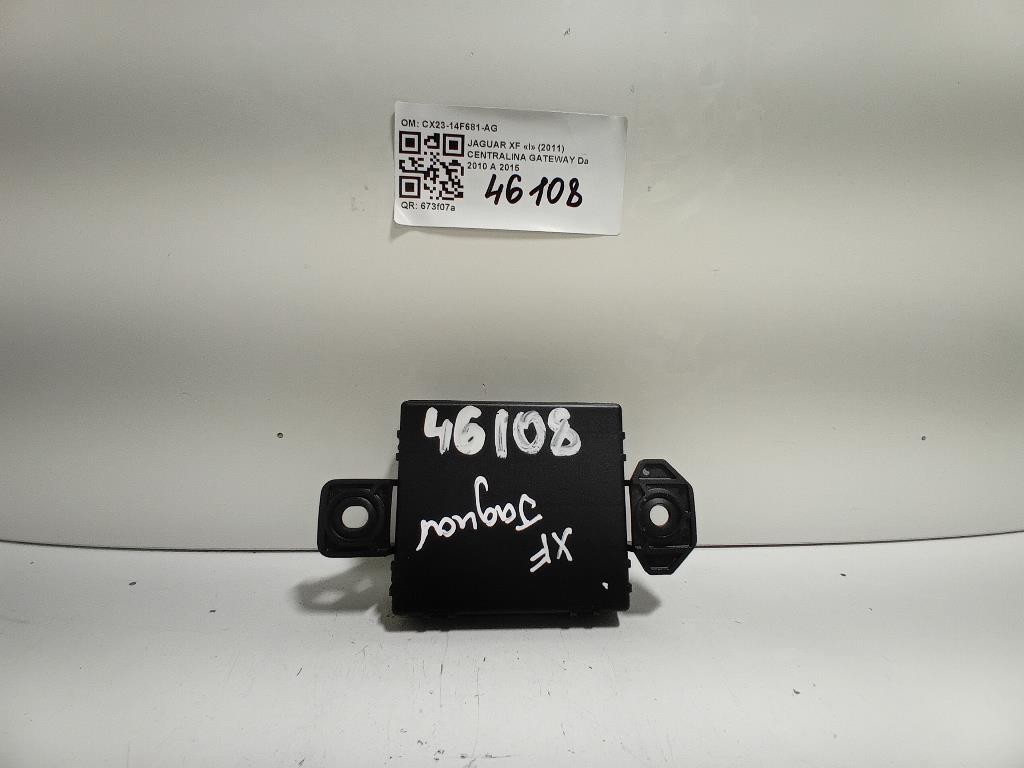 OM: CX23-14F681-AG
JAGUAR XF «I» (2011)
CENTRALINA GATEWAY Da
2010 A 2015
46108
QR: 673f07a
46108
Jaguar
XF